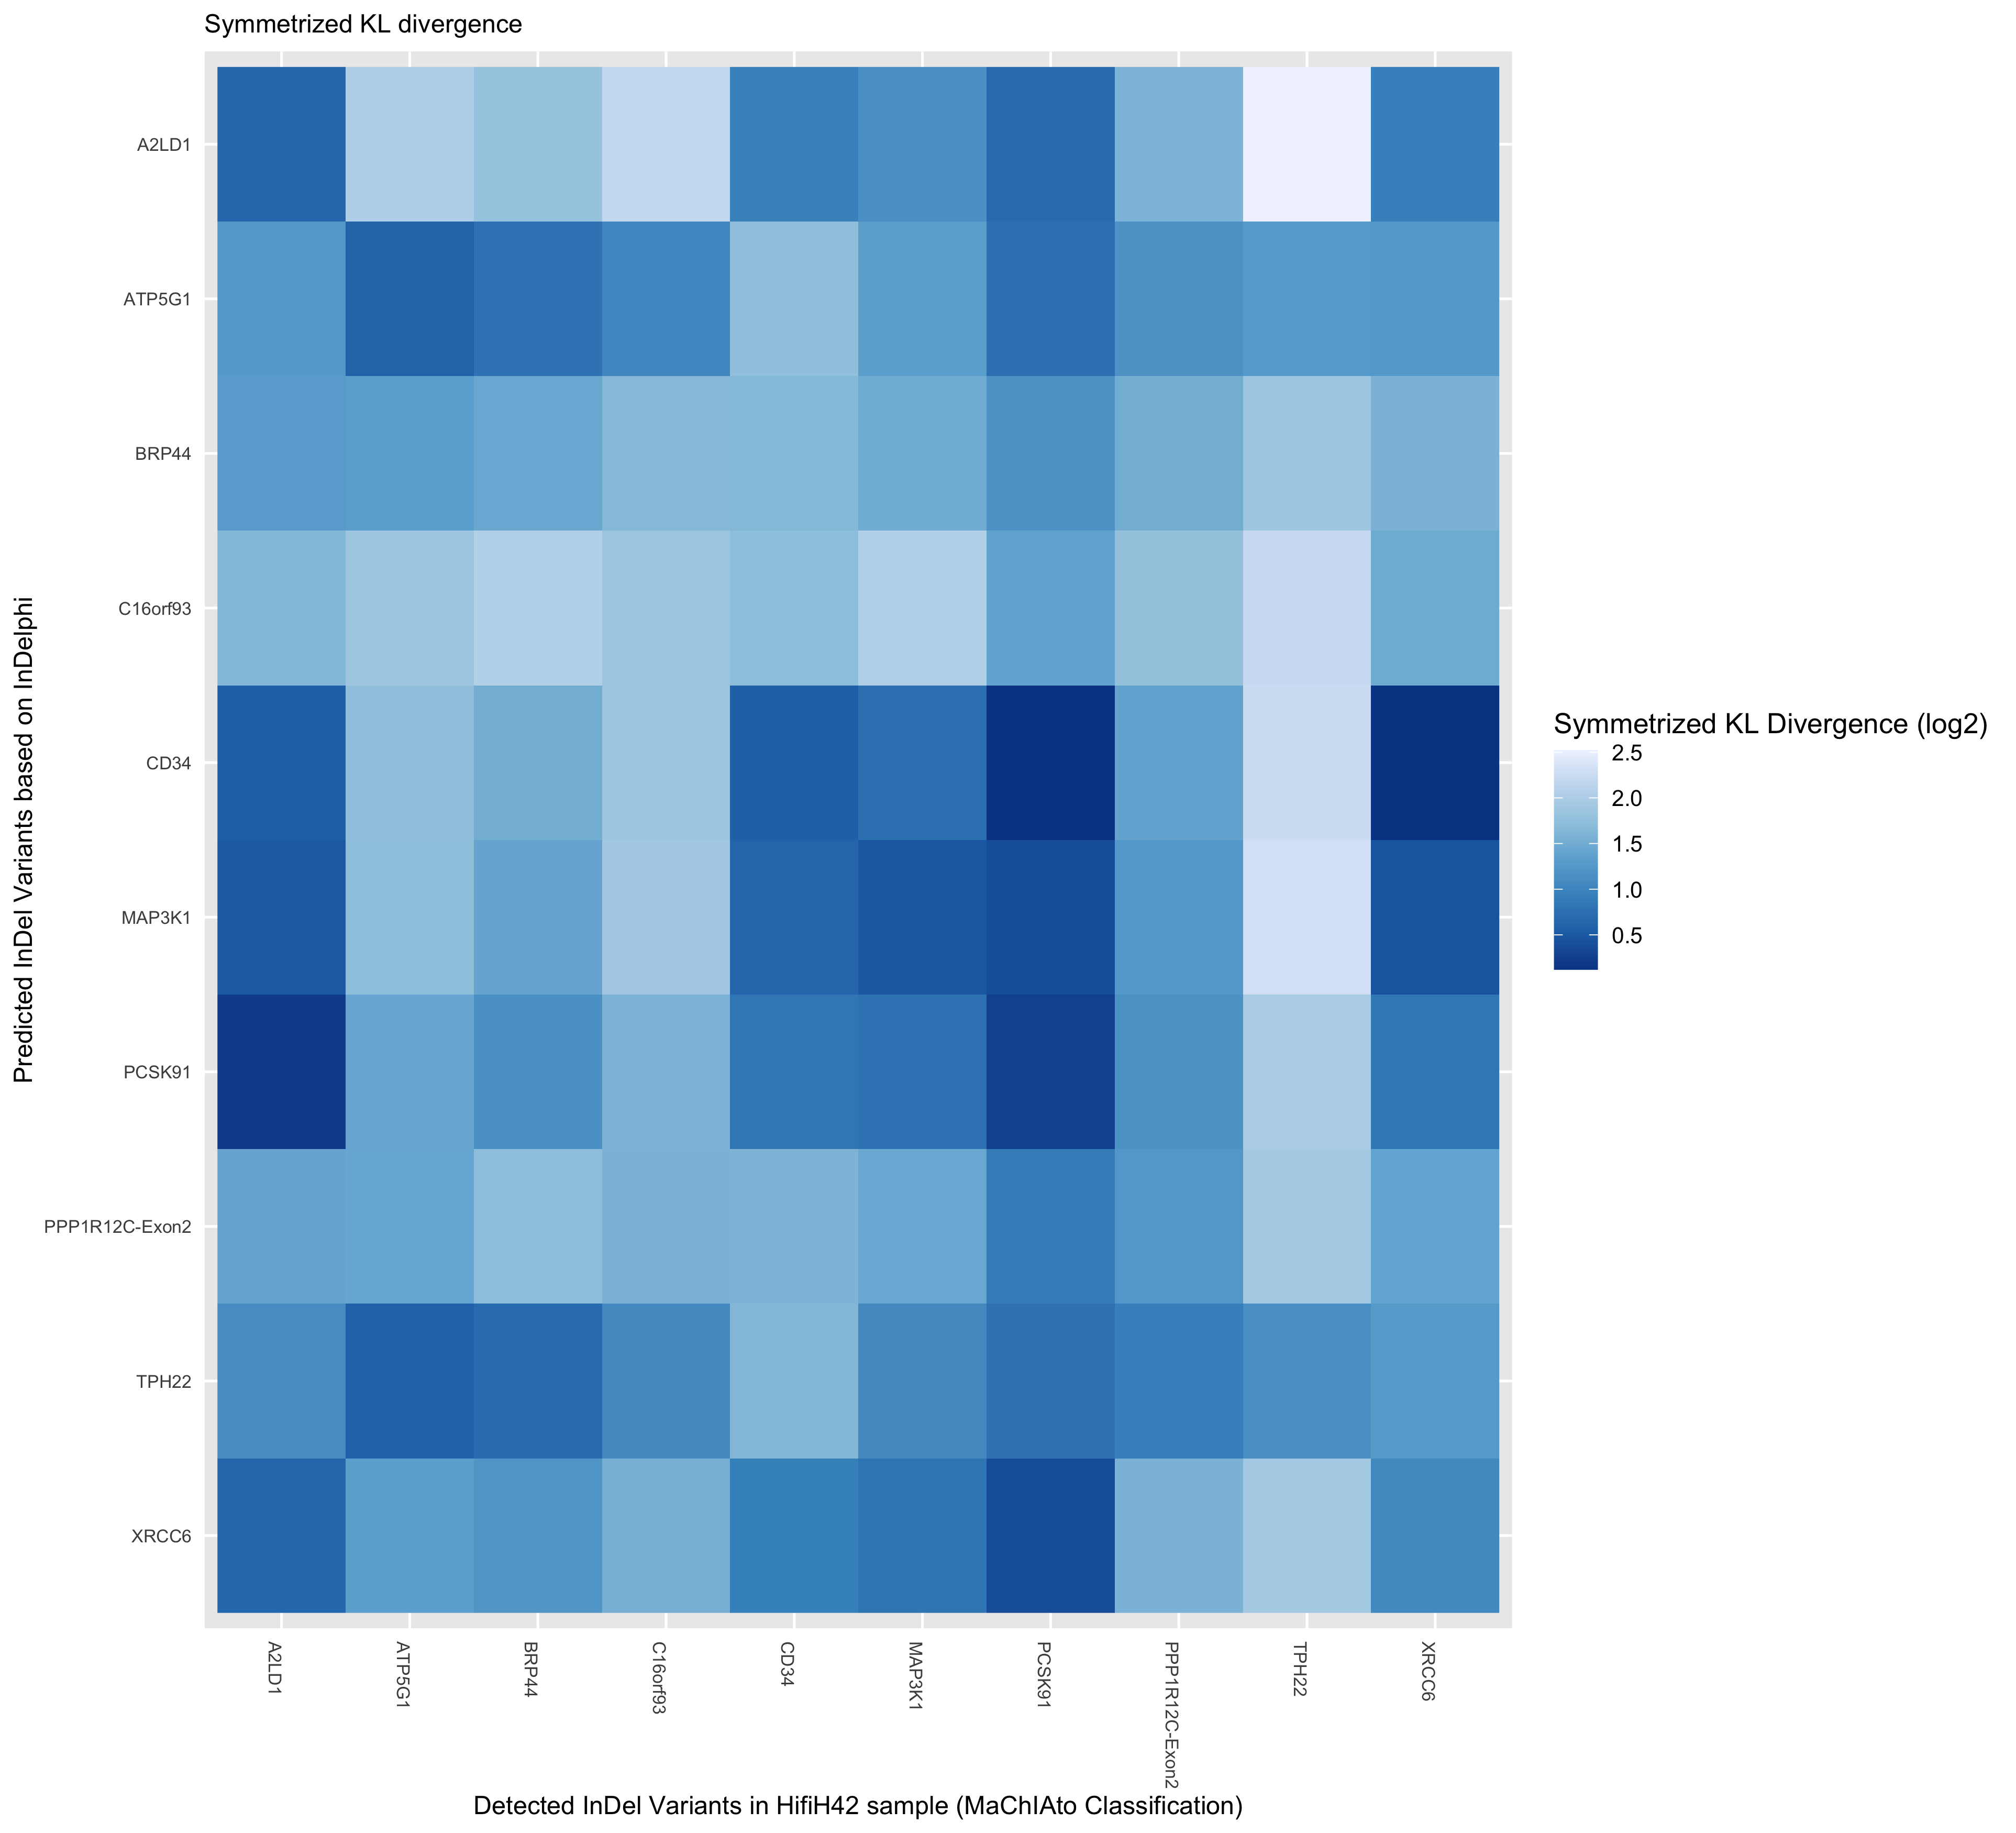 Symmetrized KL divergence
Predicted InDel Variants based on InDelphi
A2LD1
ATP5G1
BRP44
C16orf93
CD34
MAP3K1
PCSK91
PPP1R12C-Exon2
TPH22
XRCC6
A2LD1
ATP5G1
BRP44
C16orf93
CD34
MAP3K1
PCSK91
PPP1R12C-Exon2
TPH22
XRCC6
Detected InDel Variants in HifiH42 sample (MaChIAto Classification)
Symmetrized KL Divergence (log2)
2.5
2.0
1.5
1.0
0.5